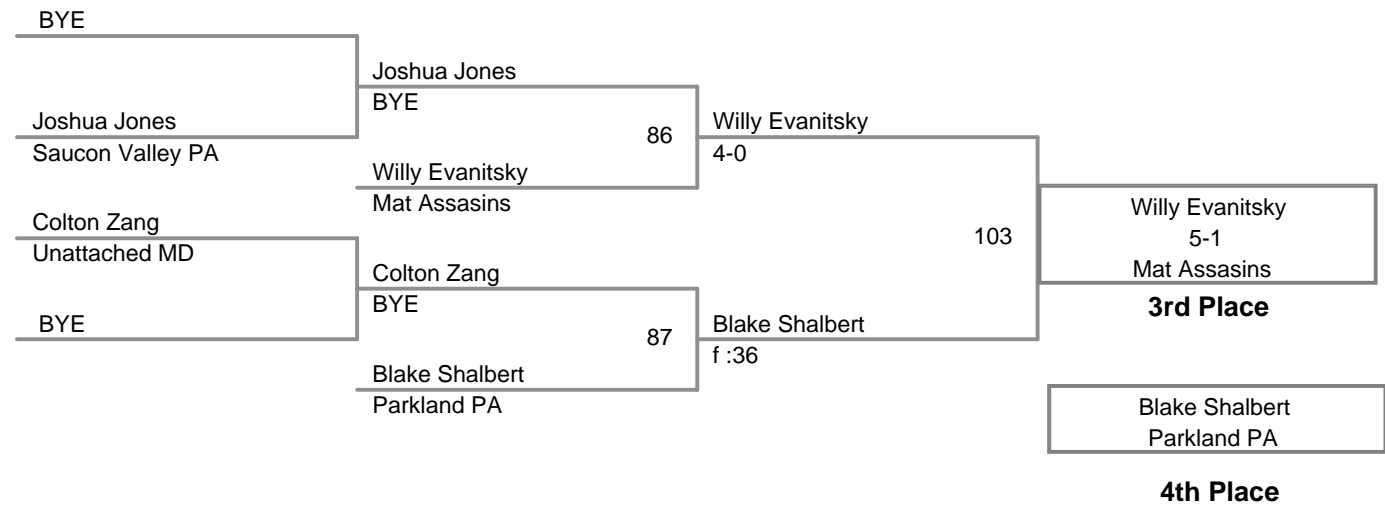 BYE
Joshua Jones
Saucon Valley PA
Colton Zang
Unattached MD
BYE
Joshua Jones
BYE
86
Willy Evanitsky
Mat Assasins
Colton Zang
BYE
87
Blake Shalbert
Parkland PA
Willy Evanitsky
4-0
103
Blake Shalbert
f :36
Willy Evanitsky
5-1
Mat Assasins
3rd Place
Blake Shalbert
Parkland PA
4th Place